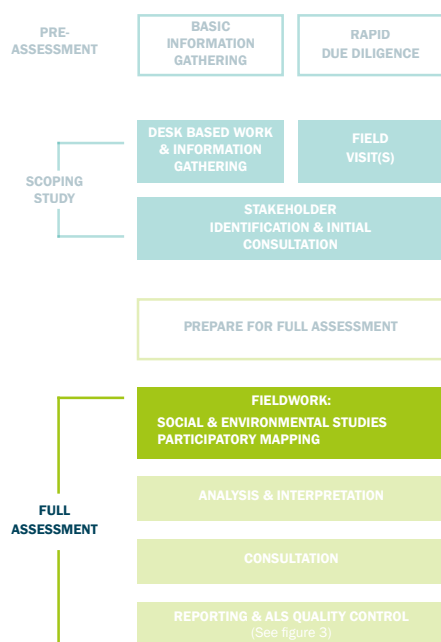 PRE-
ASSESSMENT
BASIC
INFORMATION
GATHERING
RAPID
DUE DILIGENCE
SCOPING
STUDY
DESK BASED WORK
& INFORMATION
GATHERING
FIELD
VISIT(S)
STAKEHOLDER
IDENTIFICATION & INITIAL
CONSULTATION
PREPARE FOR FULL ASSESSMENT
FULL
ASSESSMENT
FIELDWORK:
SOCIAL & ENVIRONMENTAL STUDIES
PARTICIPATORY MAPPING
ANALYSIS & INTERPRETATION
CONSULTATION
REPORTING & ALS QUALITY CONTROL
(See figure 3)